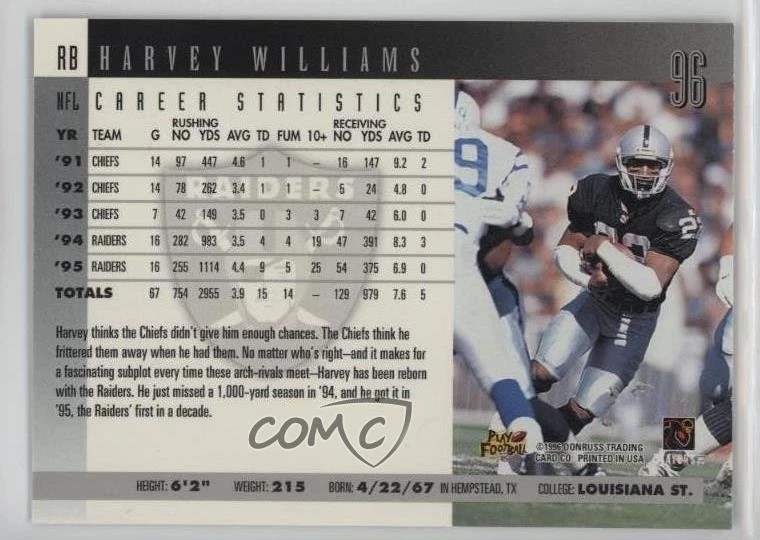 RB HARVEY WILLIAMS
96
NFL CAREER STATISTICS
RUSHING RECEIVING
YR TEAM G NO YDS AVG TD FUM 10+ NO YDS AVG TD
'91 CHIEFS 14 97 447 4.6 1 1 – 16 147 9.2 2
'92 CHIEFS 14 78 262 3.4 1 1 – 5 24 4.8 0
'93 CHIEFS 7 42 149 3.5 0 3 3 7 42 6.0 0
'94 RAIDERS 16 282 983 3.5 4 4 19 47 391 8.3 3
'95 RAIDERS 16 255 1114 4.4 9 5 25 54 375 6.9 0
TOTALS 67 754 2955 3.9 15 14 – 129 979 7.6 5
RAIDERS
Harvey thinks the Chiefs didn't give him enough chances. The Chiefs think he
frittered them away when he had them. No matter who's right—and it makes for
a fascinating subplot every time these arch-rivals meet—Harvey has been reborn
with the Raiders. He just missed a 1,000-yard season in '94, and he got it in
'95, the Raiders' first in a decade.
COMC
PLAY
FOOTBALL
©1996 DONRUSS TRADING
CARD CO. PRINTED IN USA
HEIGHT: 6'2" WEIGHT: 215 BORN: 4/22/67 IN HEMPSTEAD, TX COLLEGE: LOUISIANA ST.